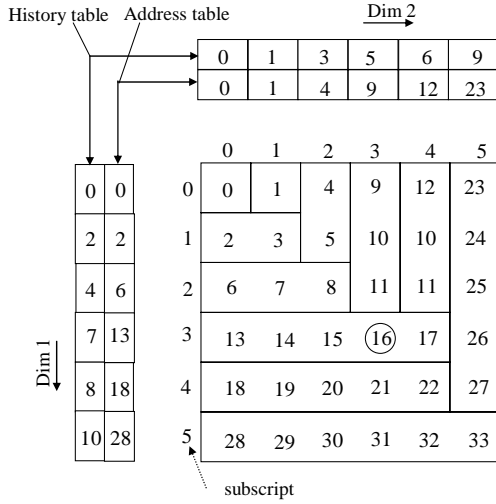 History table Address table Dim 2
0 1 3 5 6 9
0 1 4 9 12 23
0 1 2 3 4 5
0 0 0 0 1 4 9 12 23
2 2 1 2 3 5 10 10 24
4 6 2 6 7 8 11 11 25
7 13 3 13 14 15 16 17 26
Dim 1
8 18 4 18 19 20 21 22 27
10 28 5 28 29 30 31 32 33
subscript